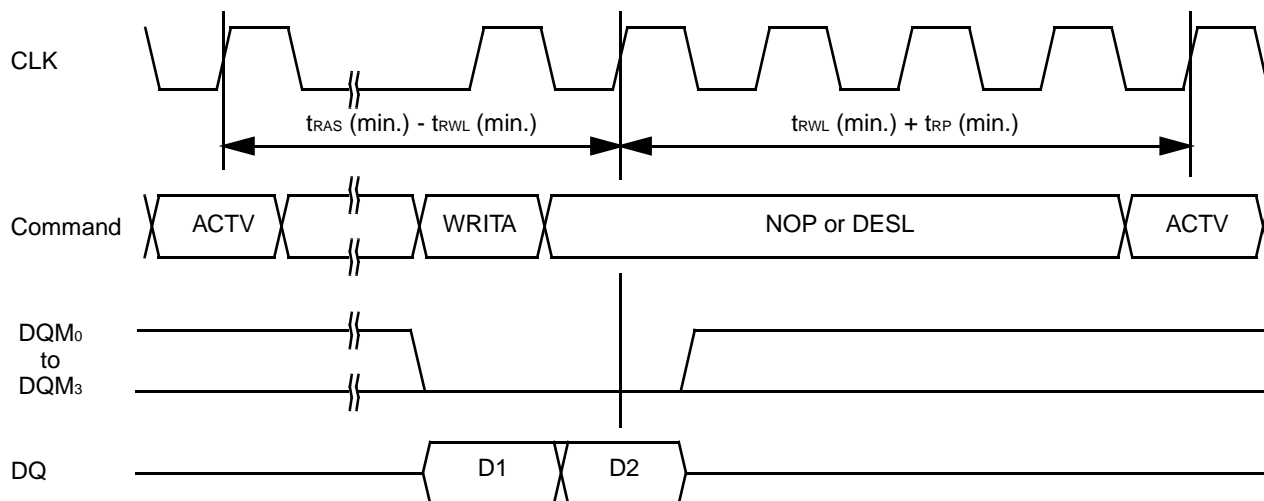 CLK
tRAS (min.) - tRWL (min.) tRWL (min.) + tRP (min.)
Command ACTV WRITA NOP or DESL ACTV
DQM0
to
DQM3
DQ D1 D2